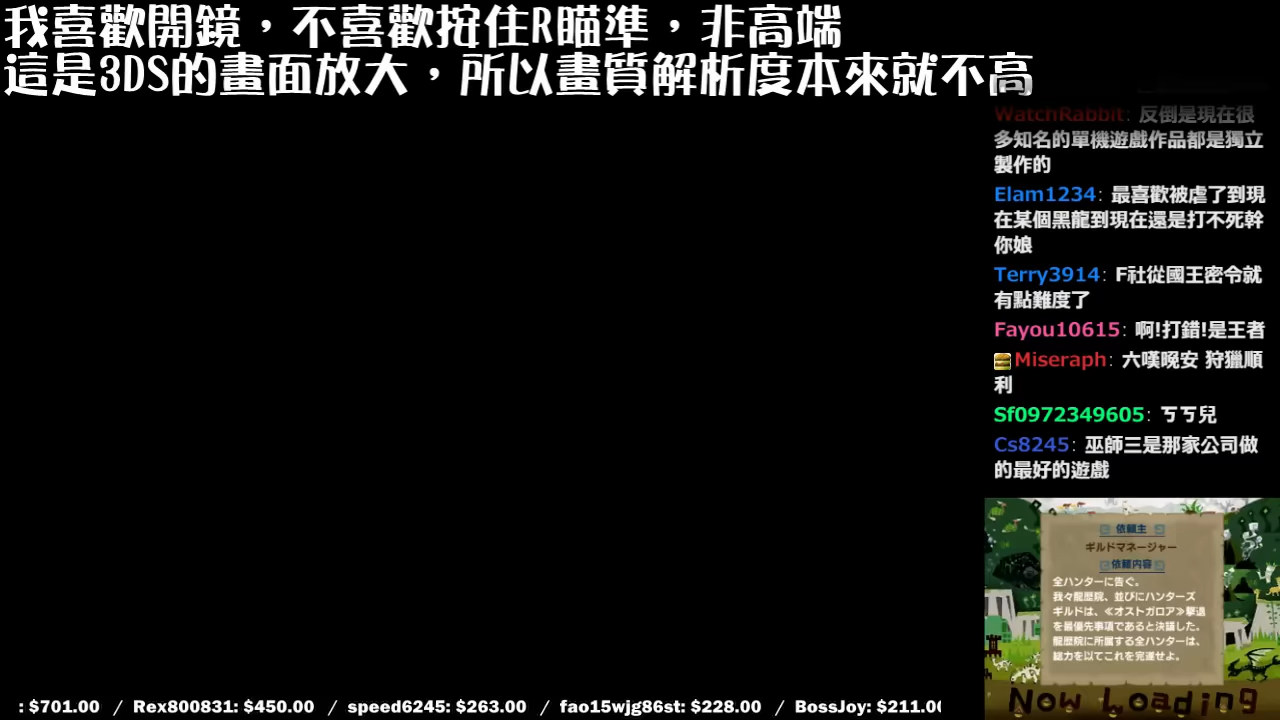 我喜歡開鏡，不喜歡按住R瞄準，非高端
這是3DS的畫面放大，所以畫質解析度本來就不高
WatchRabbit: 反倒是現在很
多知名的單機遊戲作品都是獨立
製作的
Elam1234: 最喜歡被虐了到現
在某個黑龍到現在還是打不死幹
你娘
Terry3914: F社從國王密令就
有點難度了
Fayou10615: 啊!打錯!是王者
Miseraph: 六嘆晚安 狩獵順
利
Sf0972349605: ㄎㄎ兒
Cs8245: 巫師三是那家公司做
的最好的遊戲
依頼主
ギルドマネージャー
依頼内容
全ハンターに告ぐ。
我々龍歴院、並びにハンターズ
ギルドは、≪オストガロア≫撃退
を最優先事項であると決議した。
龍歴院に所属する全ハンターは、
総力を以てこれを完遂せよ。
Now Loading
: $701.00 / Rex800831: $450.00 / speed6245: $263.00 / fao15wjg86st: $228.00 / BossJoy: $211.00